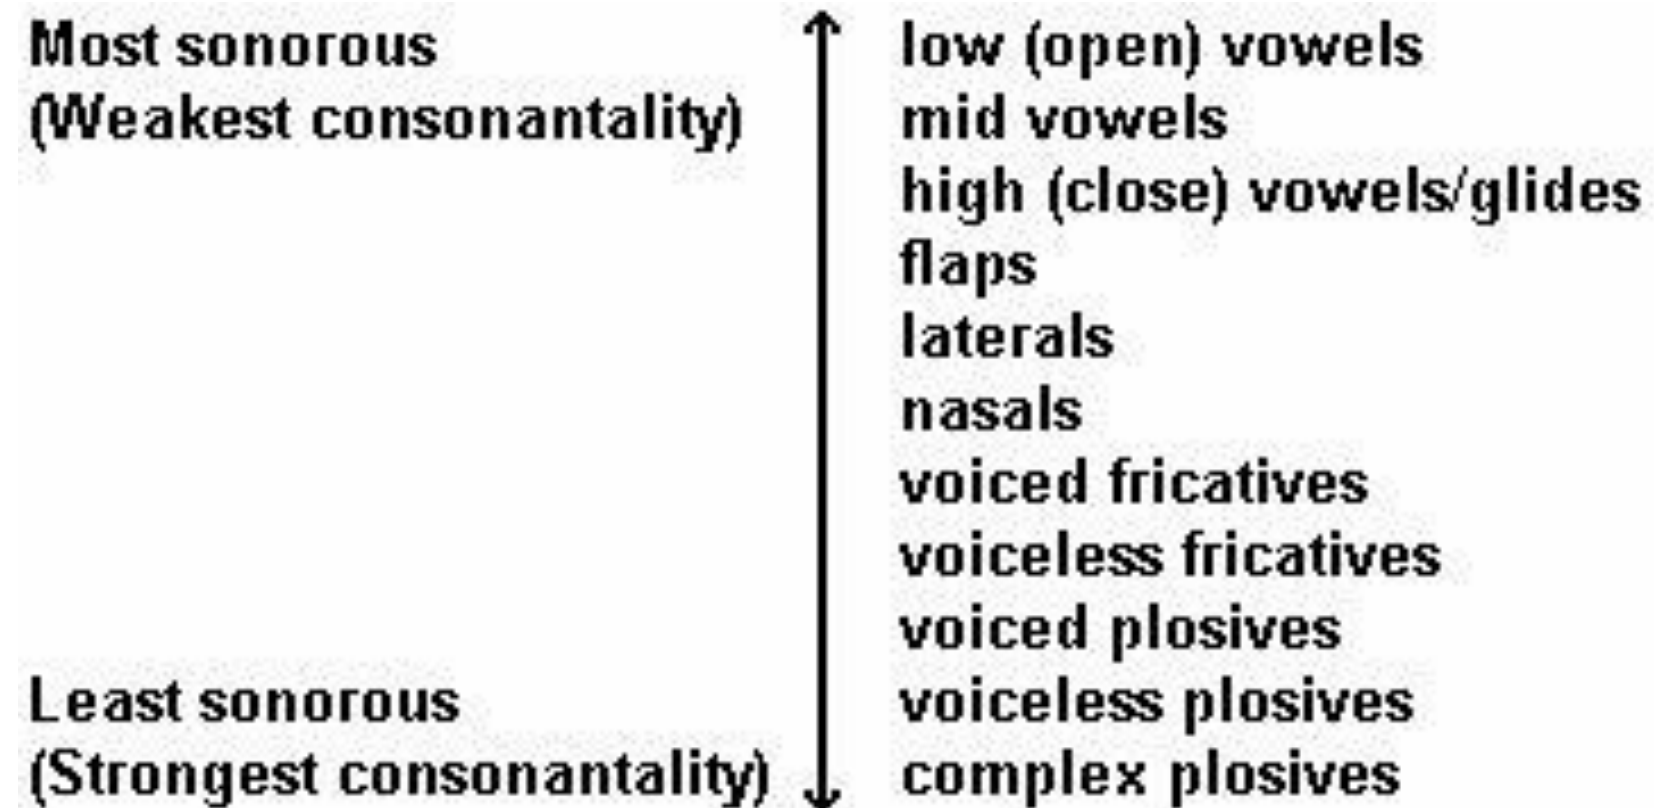 Most sonorous
(Weakest consonantality)
Least sonorous
(Strongest consonantality)
low (open) vowels
mid vowels
high (close) vowels/glides
flaps
laterals
nasals
voiced fricatives
voiceless fricatives
voiced plosives
voiceless plosives
complex plosives